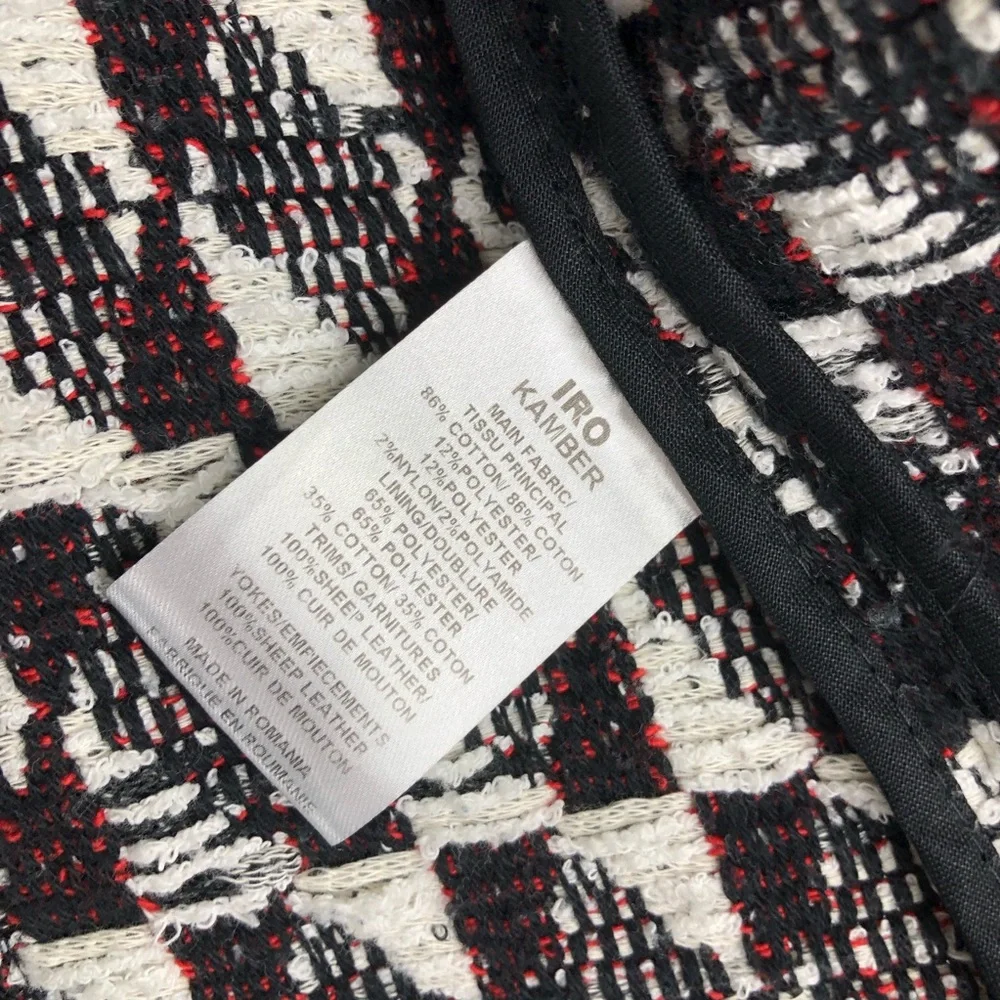 IRO
KAMBER
MAIN FABRIC/
TISSU PRINCIPAL
86% COTTON/ 86% COTON
12%POLYESTER/
12%POLYESTER
2%NYLON/2%POLYAMIDE
LINING/DOUBLURE
65% POLYESTER/
65% POLYESTER
35% COTTON/ 35% COTON
TRIMS/ GARNITURES
100%SHEEP LEATHER/
100% CUIR DE MOUTON
YOKES/EMPIECEMENTS
100%SHEEP LEATHER
100%CUIR DE MOUTON
MADE IN ROMANIA
FABRIQUE EN ROUMANIE